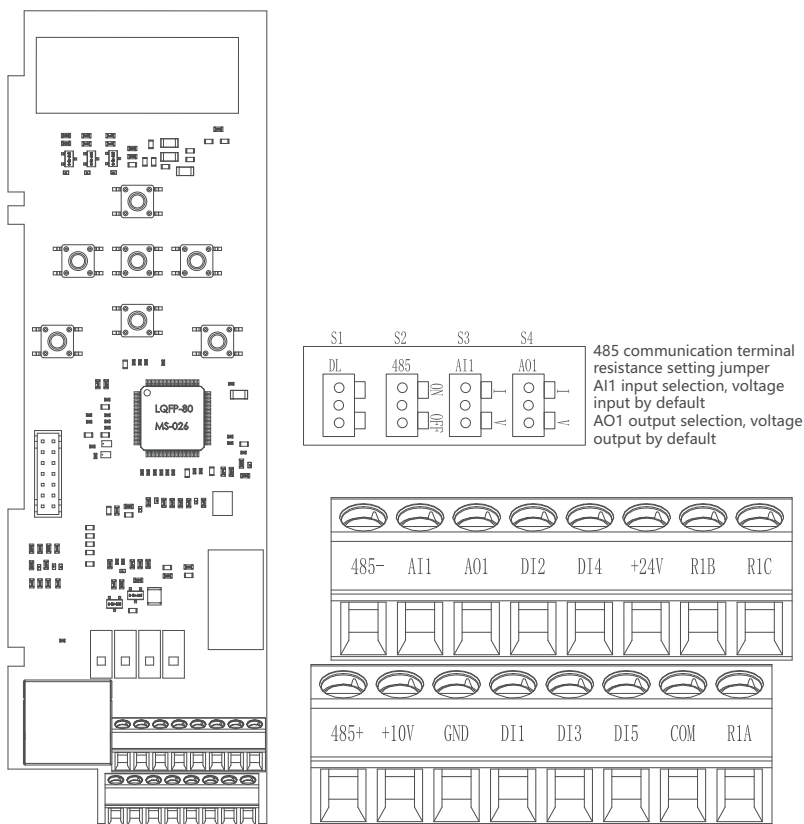 S1 S2 S3 S4
DL 485 AI1 AO1
ON I I
OFF V V
485 communication terminal
resistance setting jumper
AI1 input selection, voltage
input by default
AO1 output selection, voltage
output by default
LQFP-80
MS-026
485- AI1 AO1 DI2 DI4 +24V R1B R1C
485+ +10V GND DI1 DI3 DI5 COM R1A